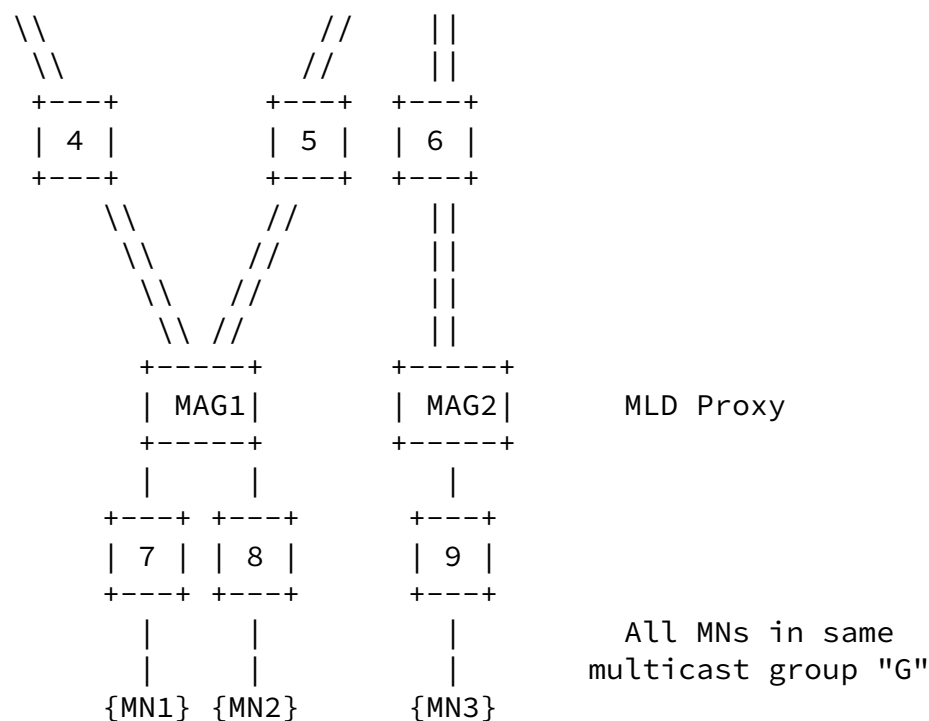 4 5 6
MAG1 MAG2 MLD Proxy
7 8 9
All MNs in same
multicast group "G"
{MN1} {MN2} {MN3}